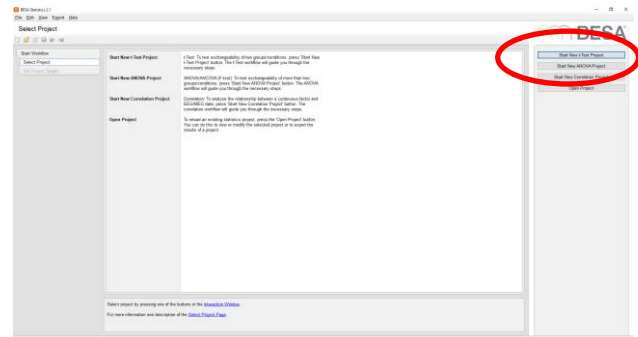 BESA Statistics 2.1
File Edit View Export Help
Select Project
BESA
Start Workflow
Select Project
Start New t-Test Project
t-Test: To test exchangeability of two groups/conditions, press 'Start New
t-Test Project' button. The t-Test workflow will guide you through the
necessary steps.
Start New ANOVA Project
ANOVA/ANCOVA (F-test): To test exchangeability of more than two
groups/conditions, press 'Start New ANOVA Project' button. The ANOVA
workflow will guide you through the necessary steps.
Start New Correlation Project
Correlation: To analyze the relationship between a continuous factor and
EEG/MEG data, press 'Start New Correlation Project' button. The
correlation workflow will guide you through the necessary steps.
Open Project
To reload an existing statistics project, press the 'Open Project' button.
You can do this to view or modify the selected project or to export the
results of a project.
Start New t-Test Project
Start New ANOVA Project
Start New Correlation Project
Open Project
Select project by pressing one of the buttons in the Interaction Window.
For more information see description of the Select Project Page.